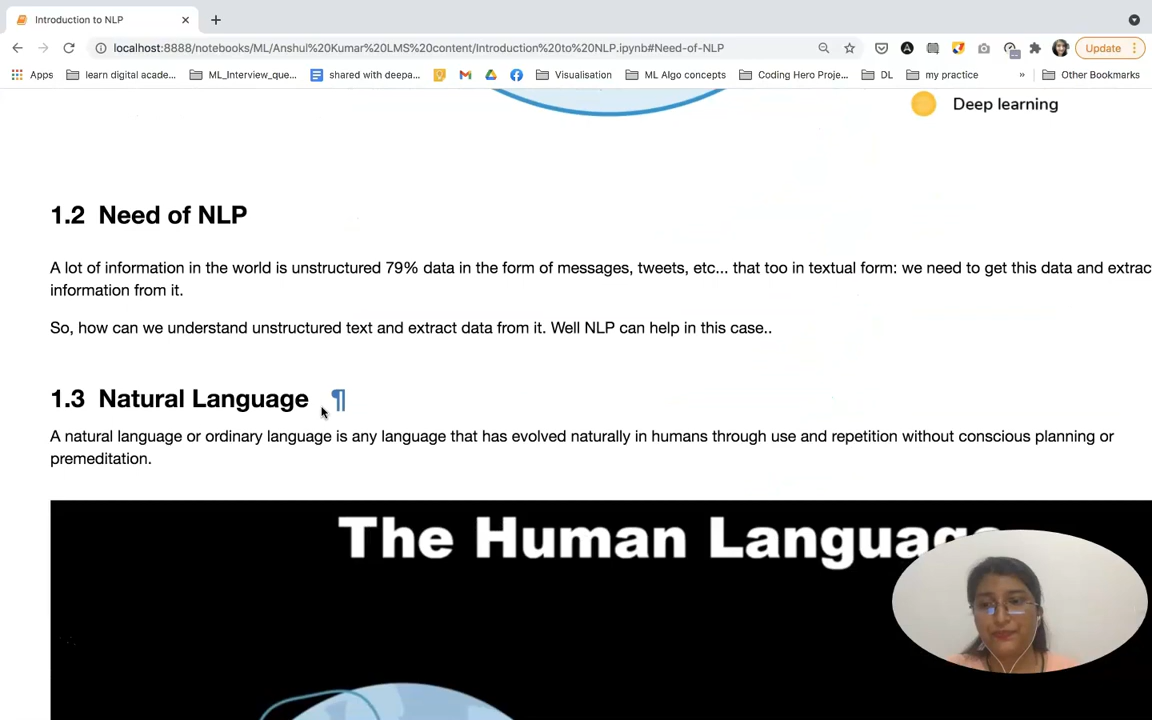 Introduction to NLP
localhost:8888/notebooks/ML/Anshul%20Kumar%20LMS%20content/Introduction%20to%20NLP.ipynb#Need-of-NLP
Update
Apps learn digital acade... ML_Interview_que... shared with deepa... Visualisation ML Algo concepts Coding Hero Proje... DL my practice » Other Bookmarks
Deep learning
1.2 Need of NLP
A lot of information in the world is unstructured 79% data in the form of messages, tweets, etc... that too in textual form: we need to get this data and extrac
information from it.
So, how can we understand unstructured text and extract data from it. Well NLP can help in this case..
1.3 Natural Language ¶
A natural language or ordinary language is any language that has evolved naturally in humans through use and repetition without conscious planning or
premeditation.
The Human Language